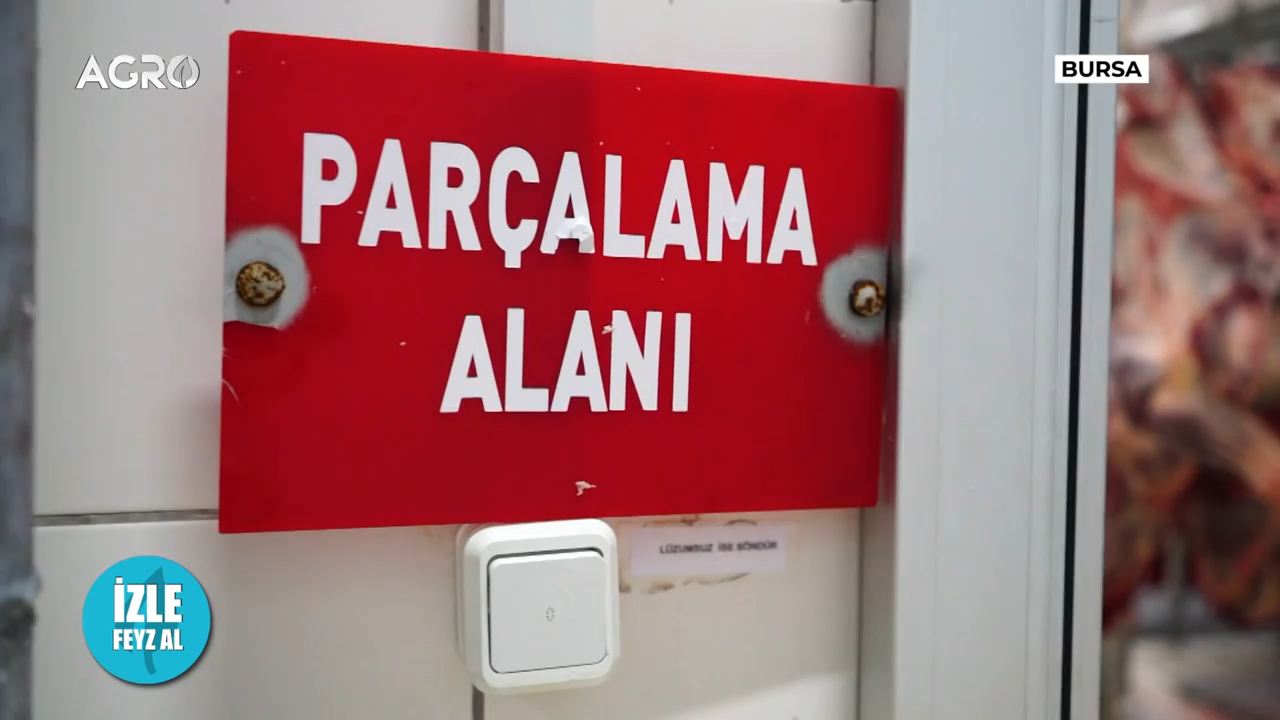 AGRO
BURSA
PARÇALAMA
ALANI
LÜZUMSUZ İSE SÖNDÜR
İZLE
FEYZ AL